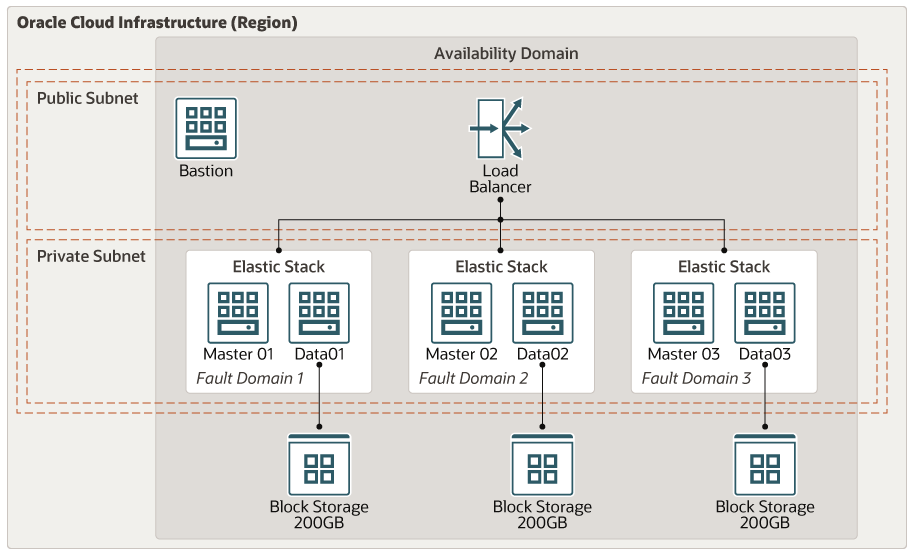 Oracle Cloud Infrastructure (Region)
Availability Domain
Public Subnet
Bastion
Load
Balancer
Private Subnet
Elastic Stack
Master 01
Data01
Fault Domain 1
Elastic Stack
Master 02
Data02
Fault Domain 2
Elastic Stack
Master 03
Data03
Fault Domain 3
Block Storage
200GB
Block Storage
200GB
Block Storage
200GB